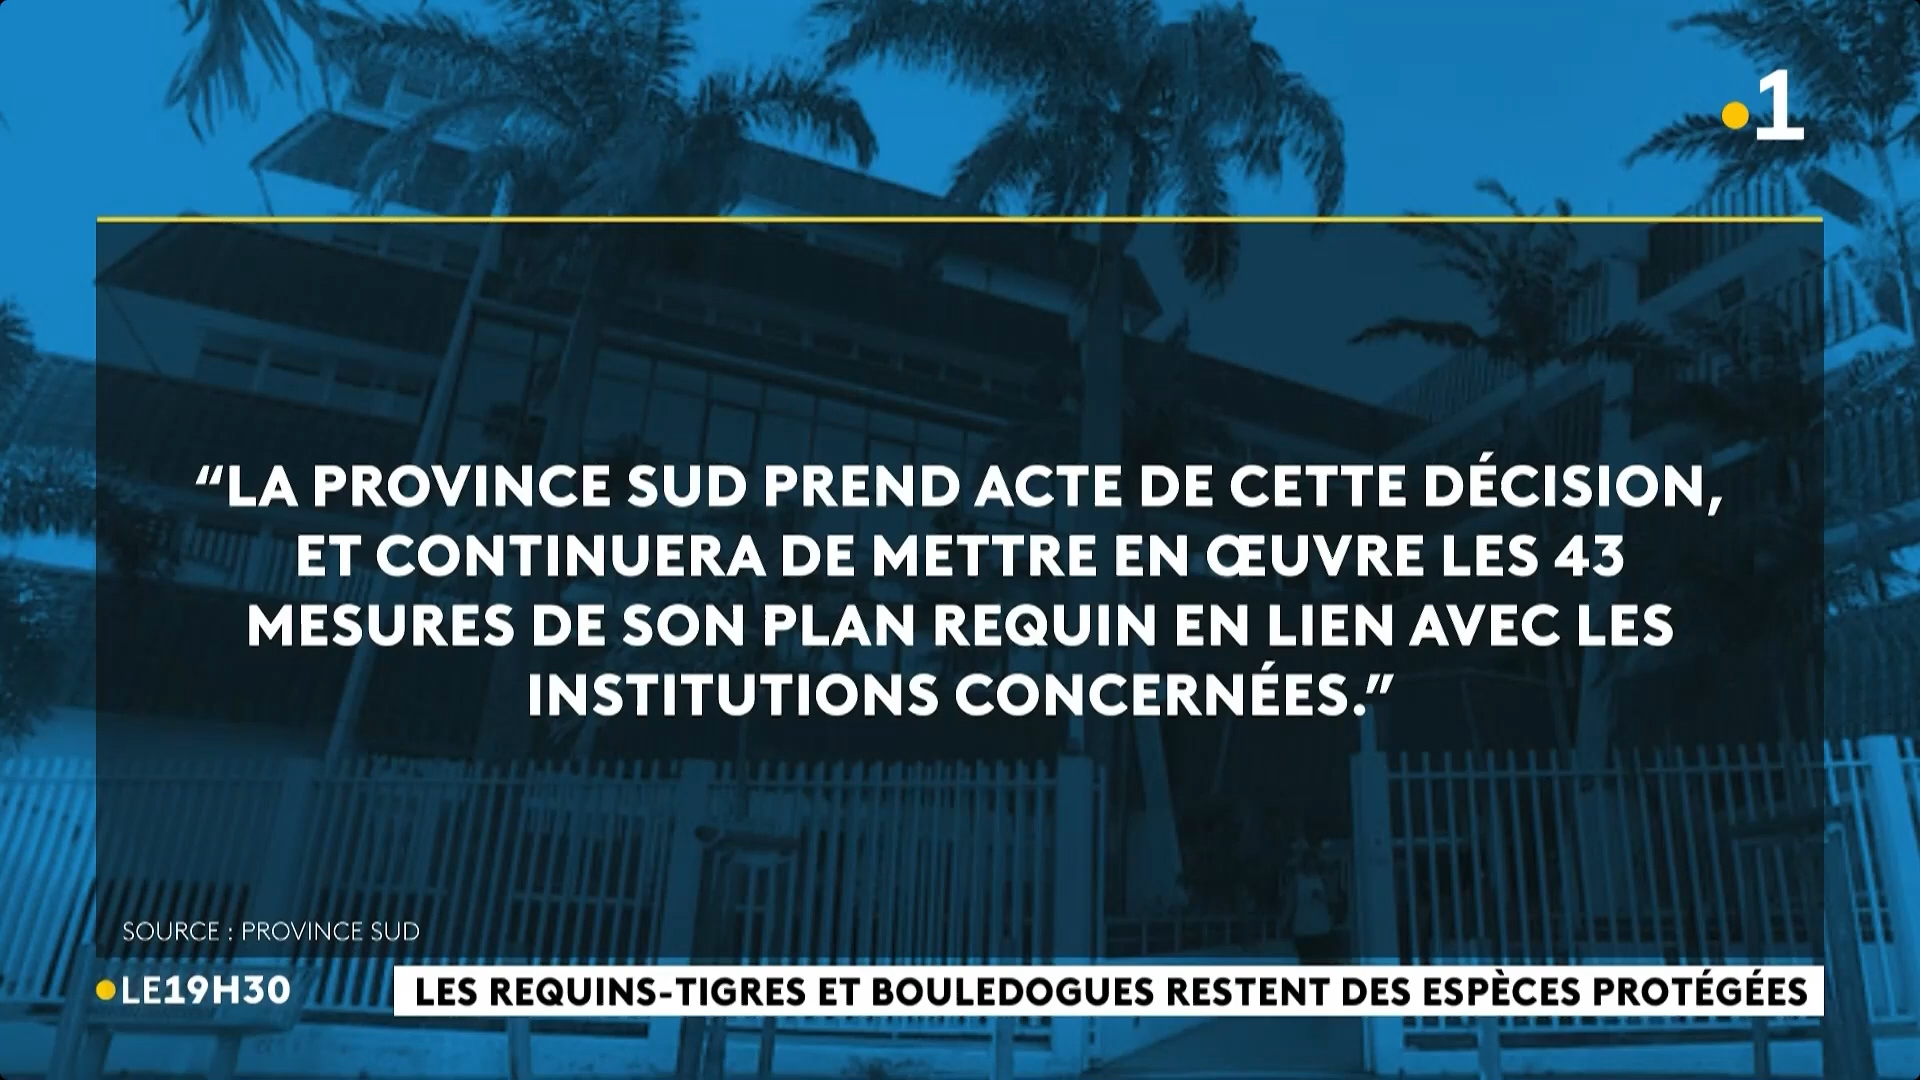 1
“LA PROVINCE SUD PREND ACTE DE CETTE DÉCISION,
ET CONTINUERA DE METTRE EN ŒUVRE LES 43
MESURES DE SON PLAN REQUIN EN LIEN AVEC LES
INSTITUTIONS CONCERNÉES.”
SOURCE : PROVINCE SUD
LE19H30
LES REQUINS-TIGRES ET BOULEDOGUES RESTENT DES ESPÈCES PROTÉGÉES